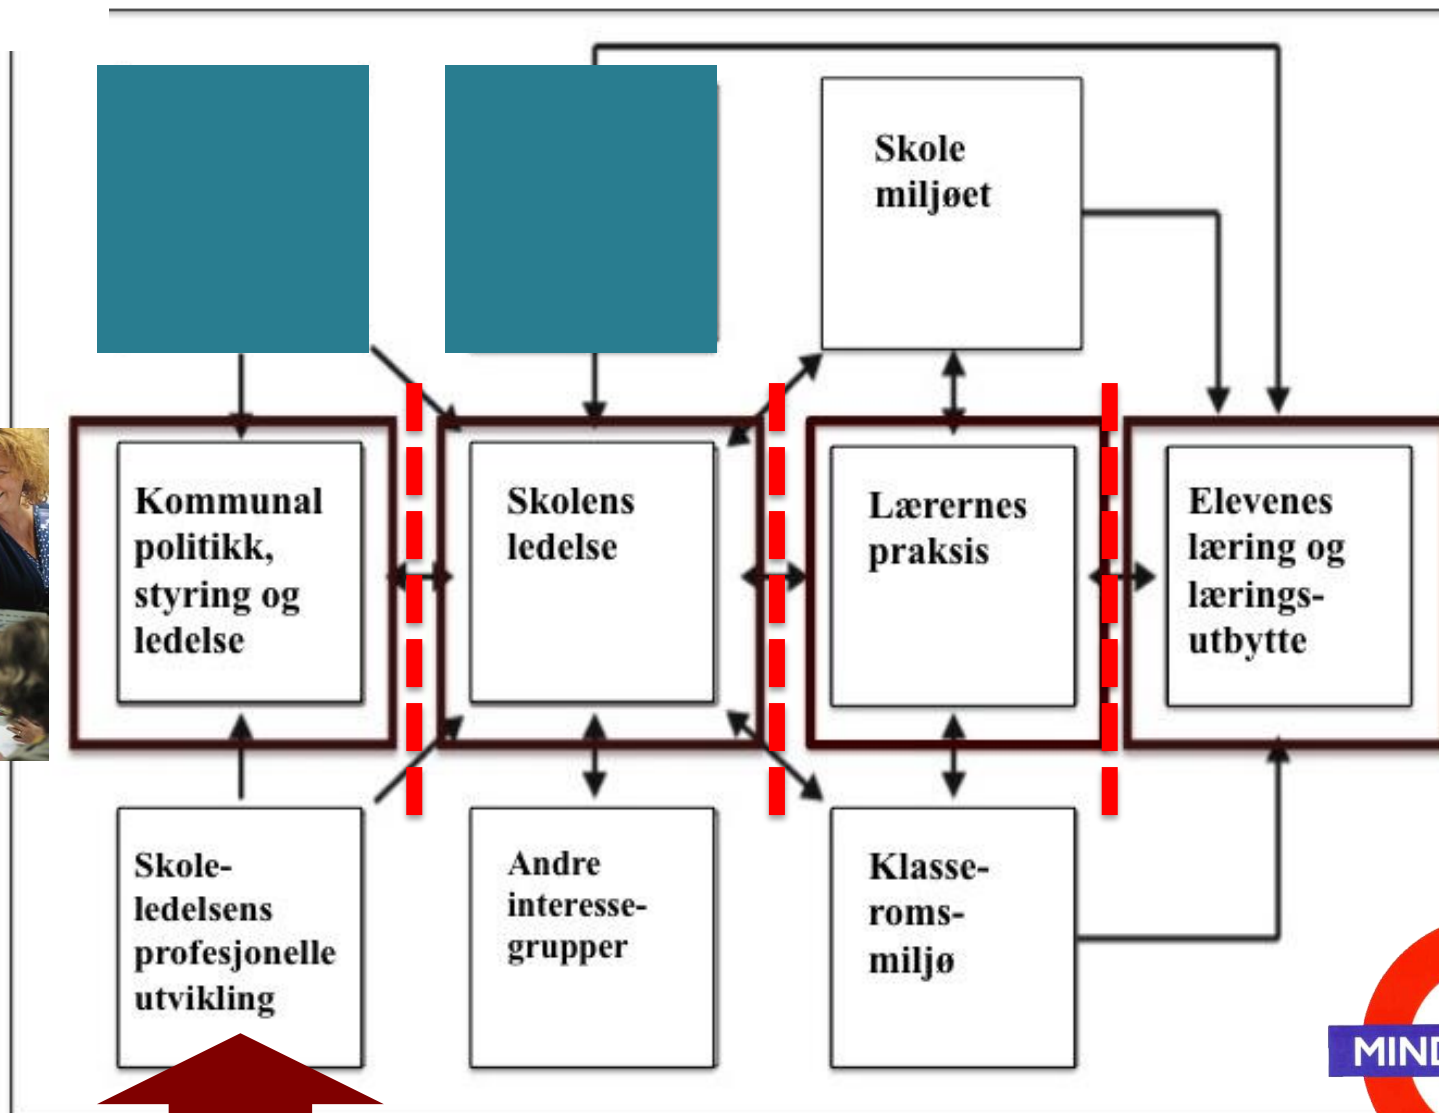 Skole
miljøet
Kommunal
politikk,
styring og
ledelse
Skolens
ledelse
Lærernes
praksis
Elevenes
læring og
lærings-
utbytte
Skole-
ledelsens
profesjonelle
utvikling
Andre
interesse-
grupper
Klasse-
roms-
miljø
MIND